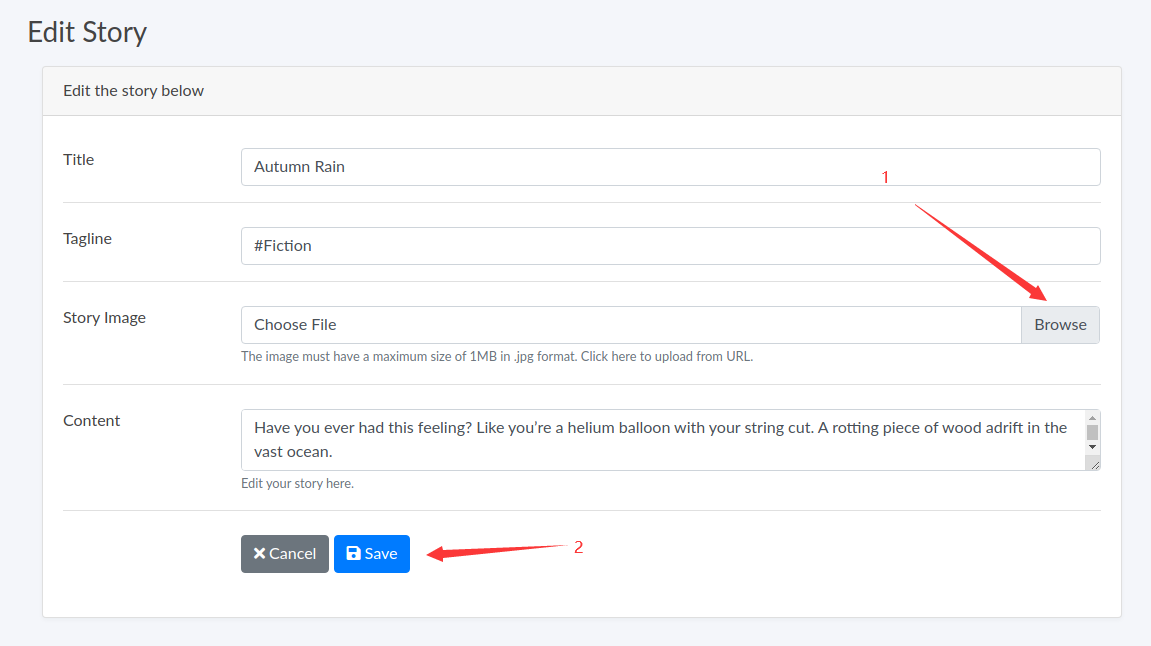 Edit Story
Edit the story below
Title
Autumn Rain
1
Tagline
#Fiction
Story Image
Choose File
Browse
The image must have a maximum size of 1MB in .jpg format. Click here to upload from URL.
Content
Have you ever had this feeling? Like you’re a helium balloon with your string cut. A rotting piece of wood adrift in the
vast ocean.
Edit your story here.
Cancel
Save
2